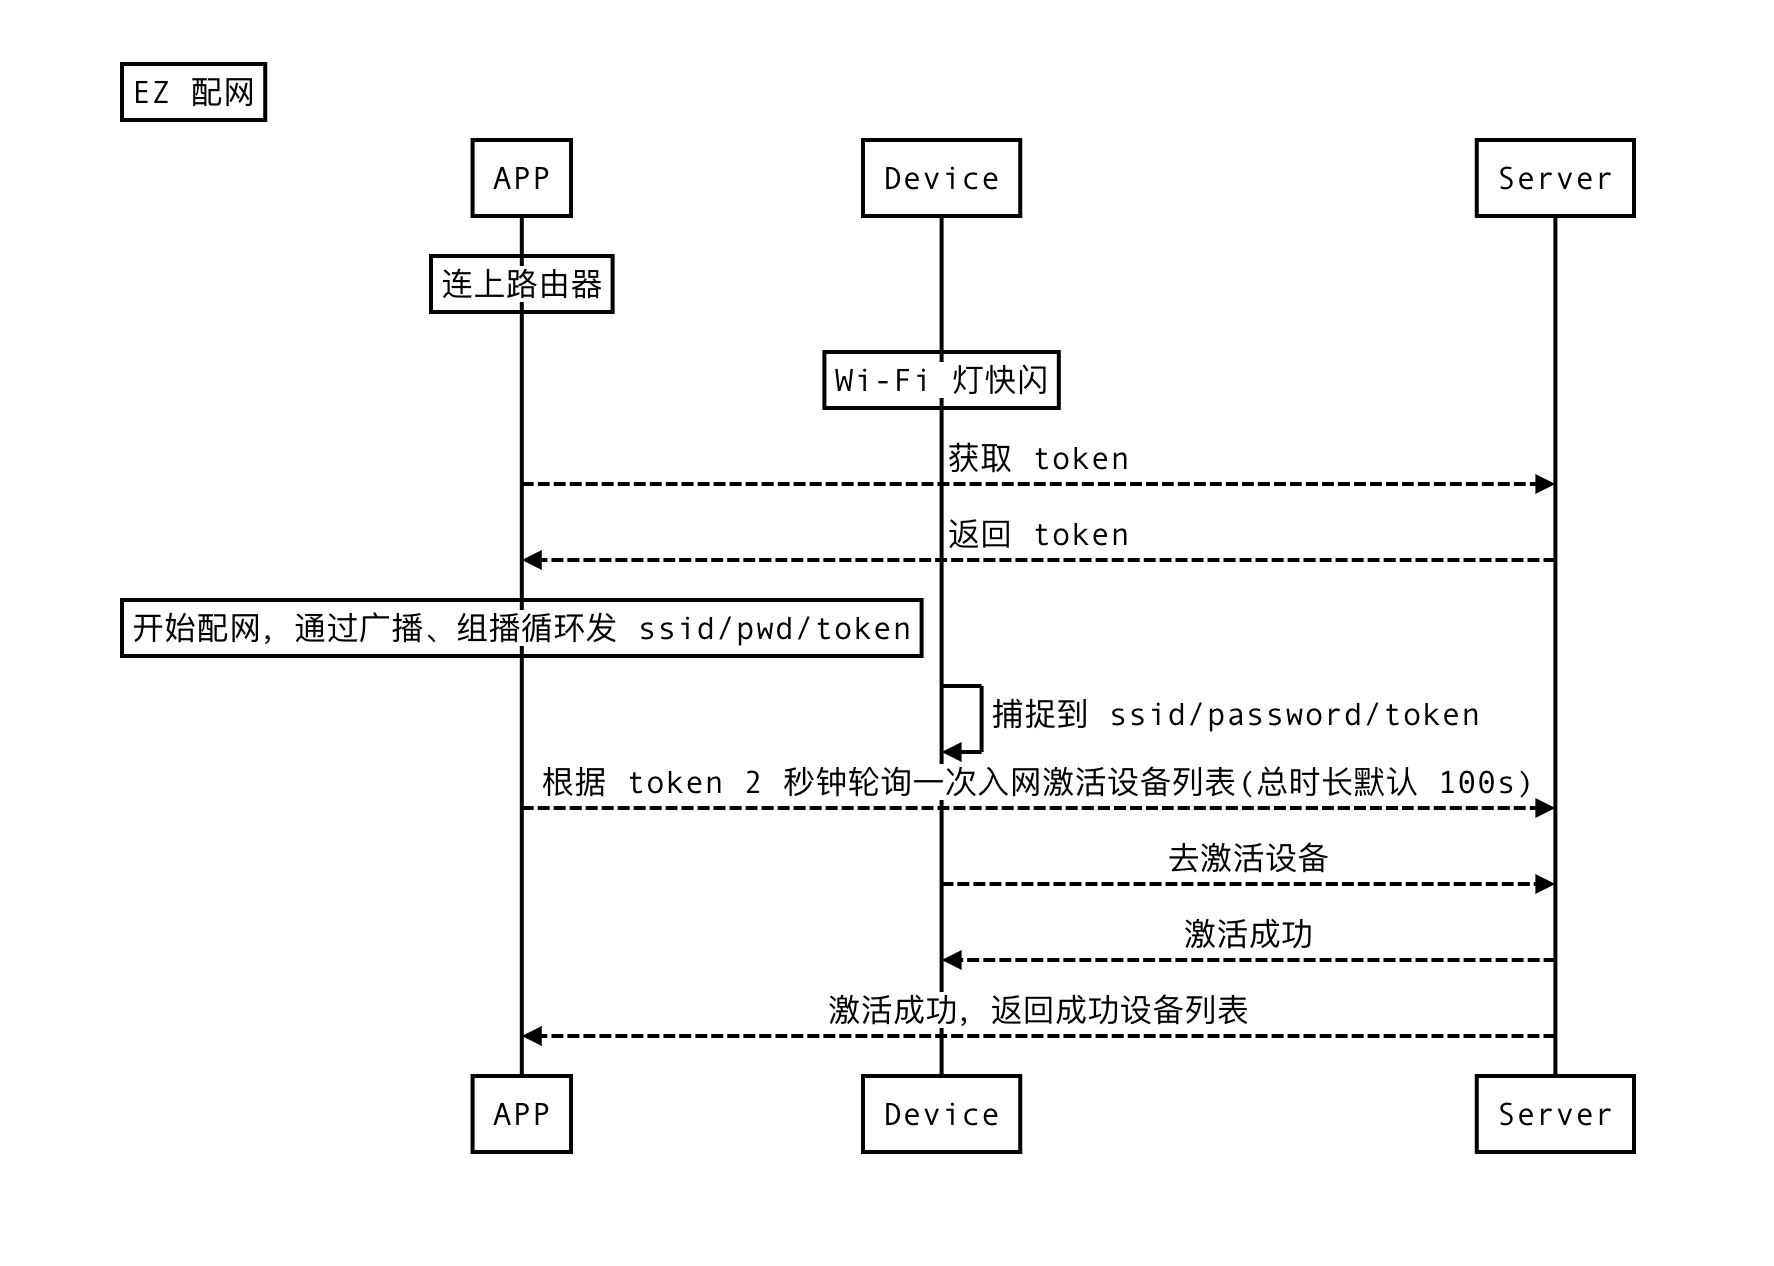 EZ 配网
APP
Device
Server
连上路由器
Wi-Fi 灯快闪
获取 token
返回 token
开始配网，通过广播、组播循环发 ssid/pwd/token
捕捉到 ssid/password/token
根据 token 2 秒钟轮询一次入网激活设备列表(总时长默认 100s)
去激活设备
激活成功
激活成功，返回成功设备列表
APP
Device
Server